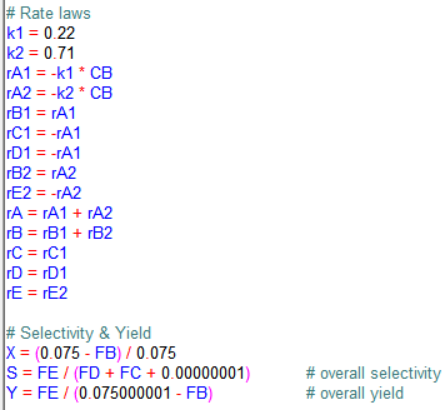 # Rate laws
k1 = 0.22
k2 = 0.71
rA1 = -k1 * CB
rA2 = -k2 * CB
rB1 = rA1
rC1 = -rA1
rD1 = -rA1
rB2 = rA2
rE2 = -rA2
rA = rA1 + rA2
rB = rB1 + rB2
rC = rC1
rD = rD1
rE = rE2
# Selectivity & Yield
X = (0.075 - FB) / 0.075
S = FE / (FD + FC + 0.00000001) # overall selectivity
Y = FE / (0.075000001 - FB) # overall yield